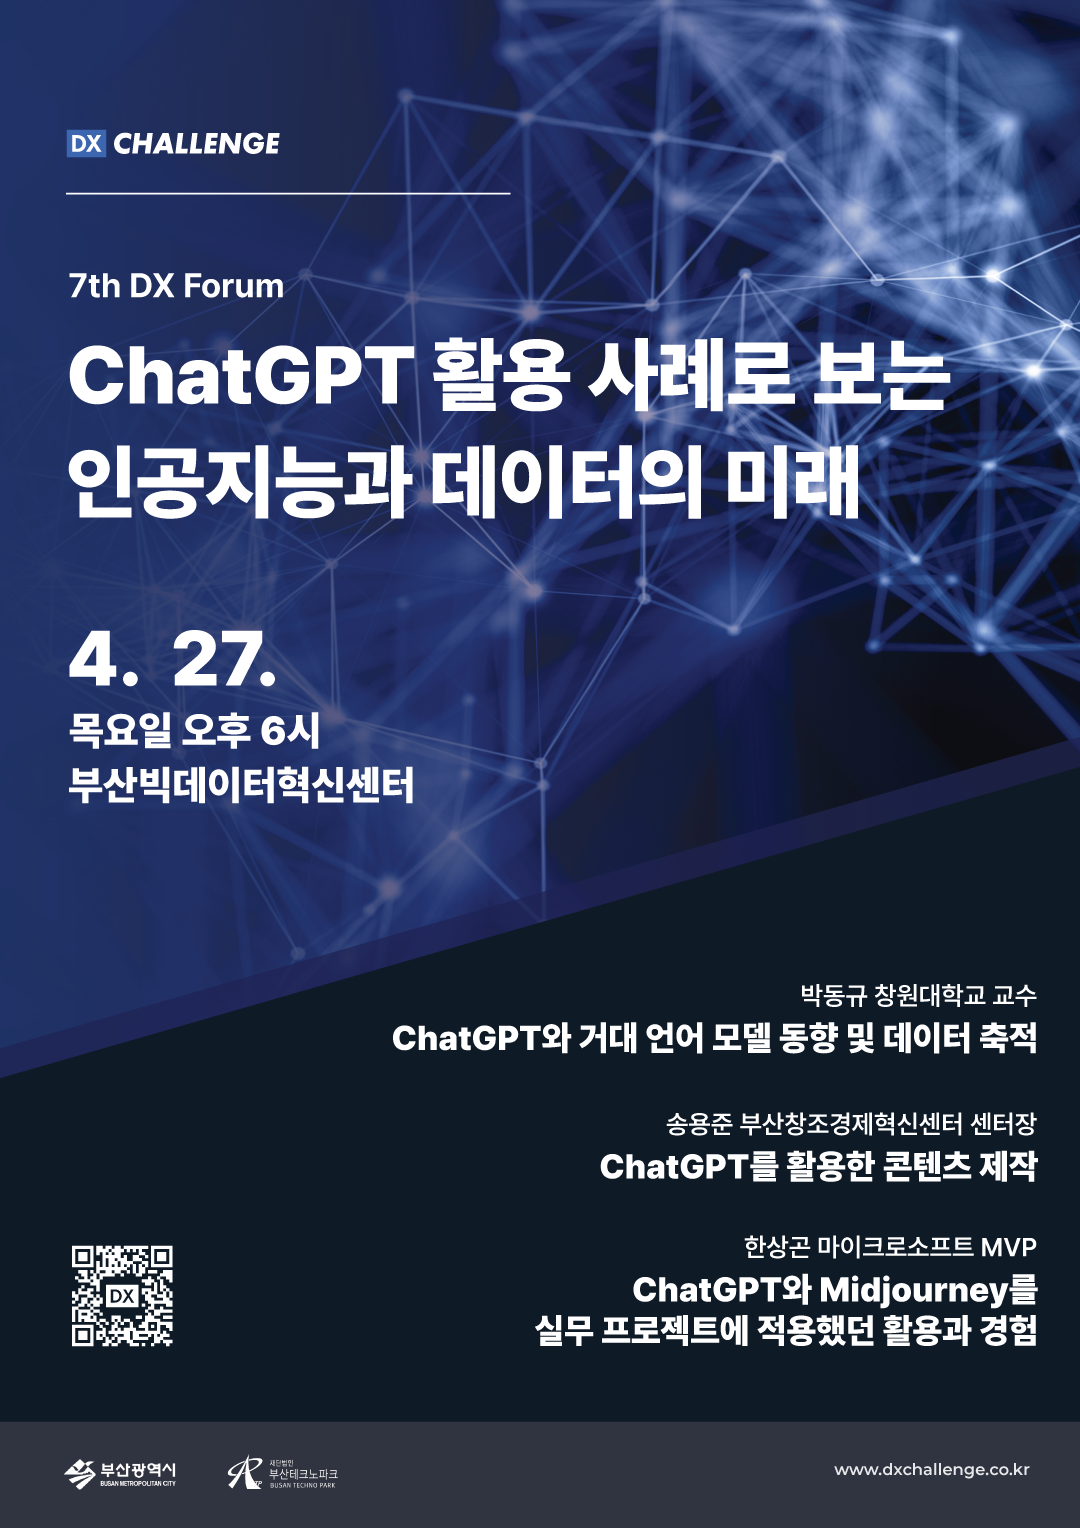 DX CHALLENGE
7th DX Forum
ChatGPT 활용 사례로 보는
인공지능과 데이터의 미래
4. 27.
목요일 오후 6시
부산빅데이터혁신센터
박동규 창원대학교 교수
ChatGPT와 거대 언어 모델 동향 및 데이터 축적
송용준 부산창조경제혁신센터 센터장
ChatGPT를 활용한 콘텐츠 제작
한상곤 마이크로소프트 MVP
ChatGPT와 Midjourney를
실무 프로젝트에 적용했던 활용과 경험
DX
부산광역시
BUSAN METROPOLITAN CITY
재단법인
부산테크노파크
BUSAN TECHNO PARK
www.dxchallenge.co.kr